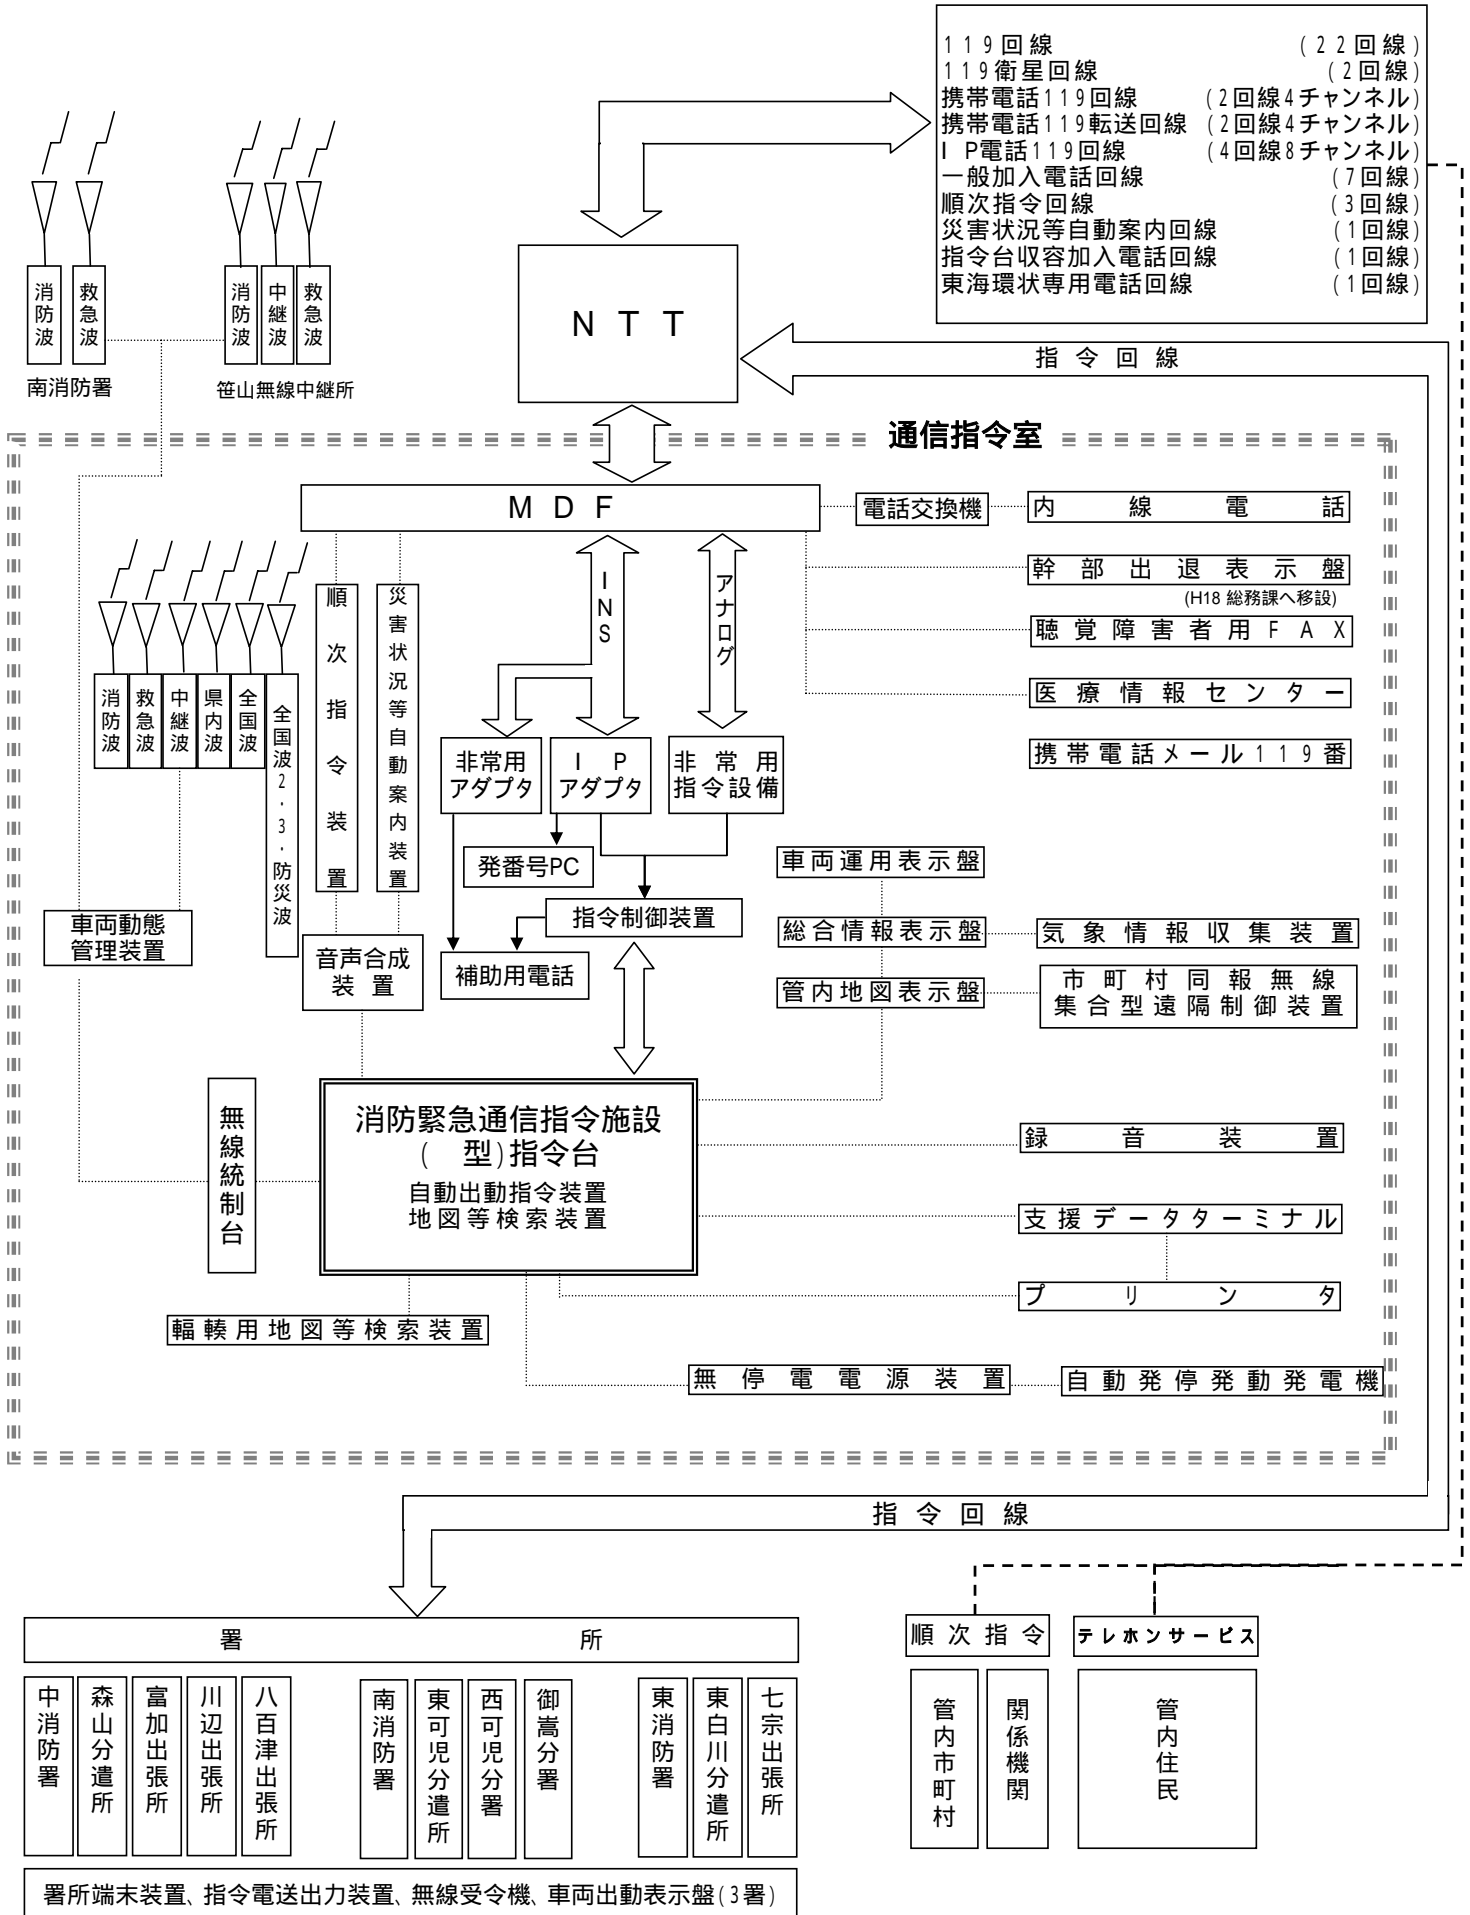 119回線 (22回線)
119衛星回線 (2回線)
携帯電話119回線 (2回線4チャンネル)
携帯電話119転送回線 (2回線4チャンネル)
I P電話119回線 (4回線8チャンネル)
一般加入電話回線 (7回線)
順次指令回線 (3回線)
災害状況等自動案内回線 (1回線)
指令台収容加入電話回線 (1回線)
東海環状専用電話回線 (1回線)
消防波
救急波
南消防署
消防波
中継波
救急波
笹山無線中継所
NTT
指令回線
通信指令室
MDF
電話交換機
内線電話
幹部出退表示盤
(H18 総務課へ移設)
聴覚障害者用FAX
医療情報センター
携帯電話メール119番
消防波
救急波
中継波
県内波
全国波
全国波2・3・防災波
順次指令装置
災害状況等自動案内装置
INS
アナログ
非常用
アダプタ
I P
アダプタ
非常用
指令設備
発番号PC
指令制御装置
補助用電話
車両動態
管理装置
音声合成
装置
車両運用表示盤
総合情報表示盤
気象情報収集装置
管内地図表示盤
市町村同報無線
集合型遠隔制御装置
無線統制台
消防緊急通信指令施設
( 型)指令台
自動出動指令装置
地図等検索装置
録音装置
支援データターミナル
プリンタ
輻輳用地図等検索装置
無停電電源装置
自動発停発動発電機
指令回線
署所
中消防署
森山分遣所
富加出張所
川辺出張所
八百津出張所
南消防署
東可児分遣所
西可児分署
御嵩分署
東消防署
東白川分遣所
七宗出張所
署所端末装置、指令電送出力装置、無線受令機、車両出動表示盤(3署)
順次指令
テレホンサービス
管内市町村
関係機関
管内住民